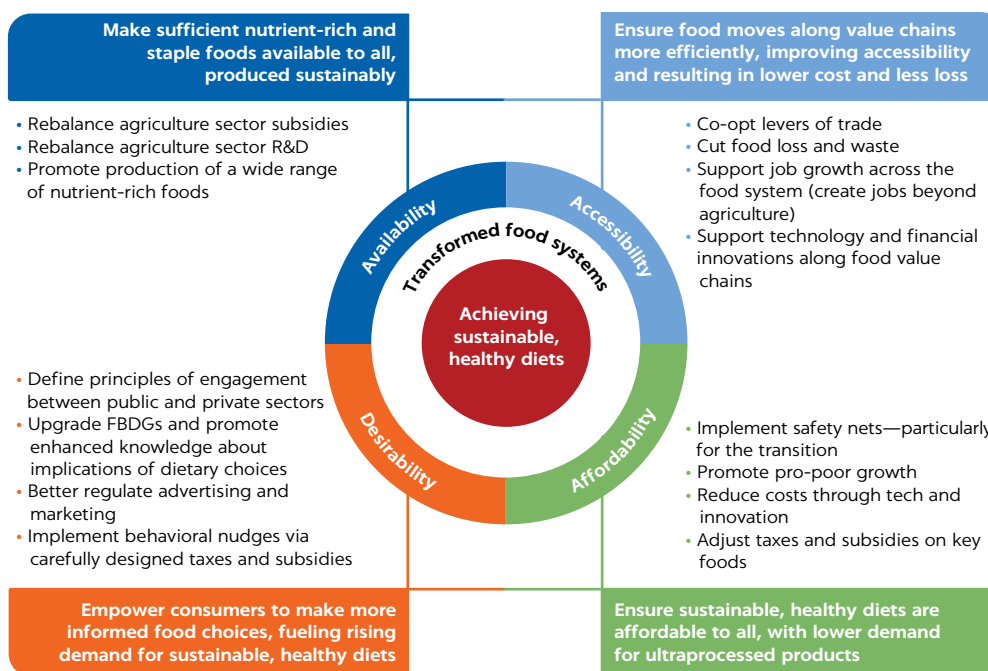 Make sufficient nutrient-rich and
staple foods available to all,
produced sustainably
Ensure food moves along value chains
more efficiently, improving accessibility
and resulting in lower cost and less loss
• Rebalance agriculture sector subsidies
• Rebalance agriculture sector R&D
• Promote production of a wide range
of nutrient-rich foods
• Co-opt levers of trade
• Cut food loss and waste
• Support job growth across the
food system (create jobs beyond
agriculture)
• Support technology and financial
innovations along food value
chains
Availability
Accessibility
Transformed food systems
Achieving
sustainable,
healthy diets
Desirability
Affordability
• Define principles of engagement
between public and private sectors
• Upgrade FBDGs and promote
enhanced knowledge about
implications of dietary choices
• Better regulate advertising and
marketing
• Implement behavioral nudges via
carefully designed taxes and subsidies
• Implement safety nets—particularly
for the transition
• Promote pro-poor growth
• Reduce costs through tech and
innovation
• Adjust taxes and subsidies on key
foods
Empower consumers to make more
informed food choices, fueling rising
demand for sustainable, healthy diets
Ensure sustainable, healthy diets are
affordable to all, with lower demand
for ultraprocessed products